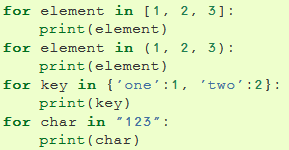 for element in [1, 2, 3]:
    print(element)
for element in (1, 2, 3):
    print(element)
for key in {'one':1, 'two':2}:
    print(key)
for char in "123":
    print(char)